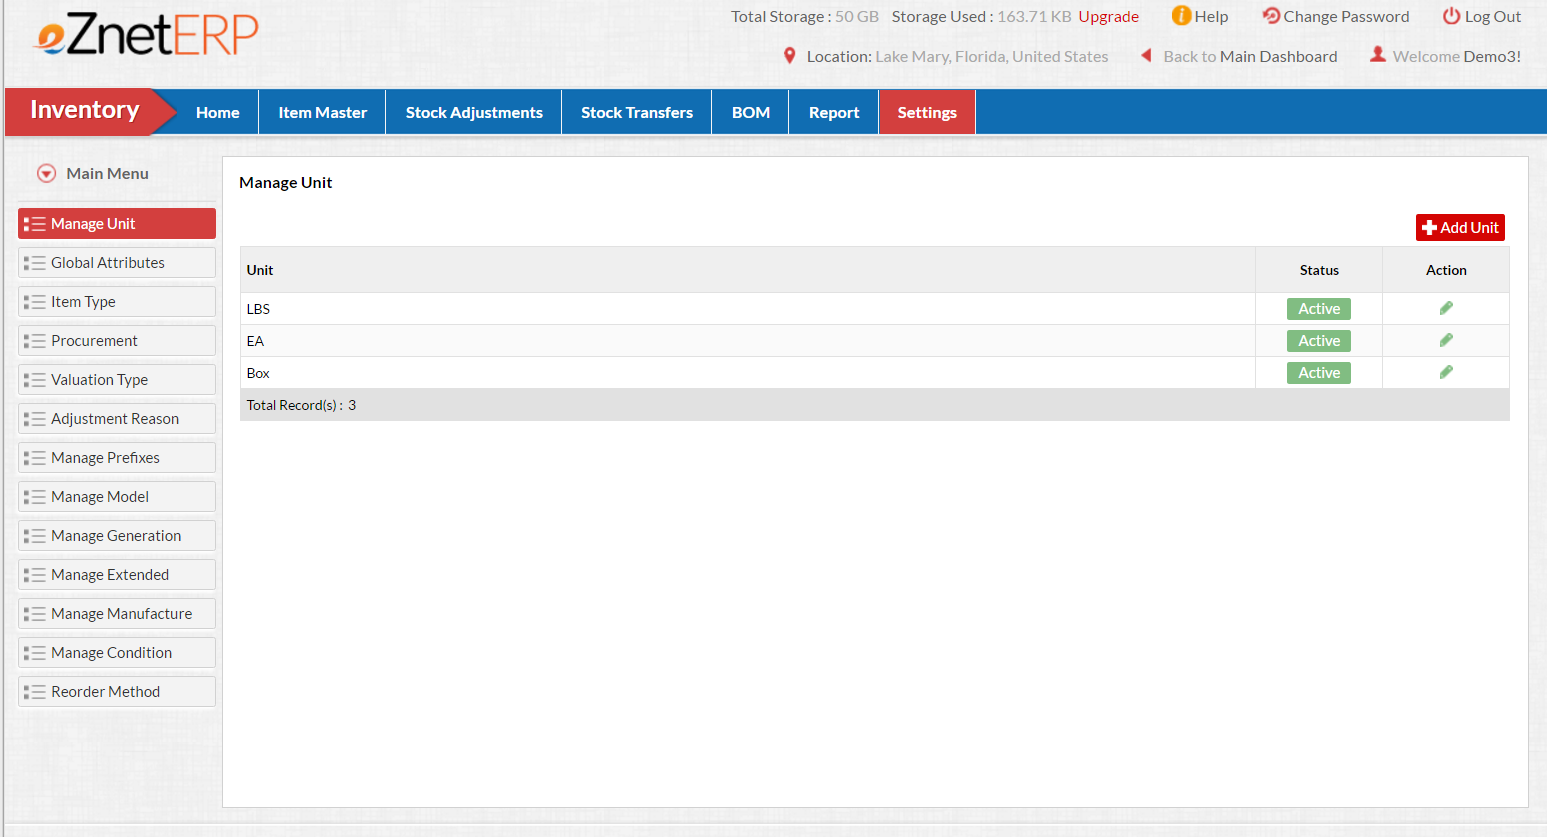 eZnetERP
Total Storage : 50 GB Storage Used : 163.71 KB Upgrade Help Change Password Log Out
Location: Lake Mary, Florida, United States Back to Main Dashboard Welcome Demo3!
Inventory Home Item Master Stock Adjustments Stock Transfers BOM Report Settings
Main Menu
Manage Unit
Global Attributes
Item Type
Procurement
Valuation Type
Adjustment Reason
Manage Prefixes
Manage Model
Manage Generation
Manage Extended
Manage Manufacture
Manage Condition
Reorder Method
Manage Unit
Add Unit
Unit Status Action
LBS Active
EA Active
Box Active
Total Record(s) : 3